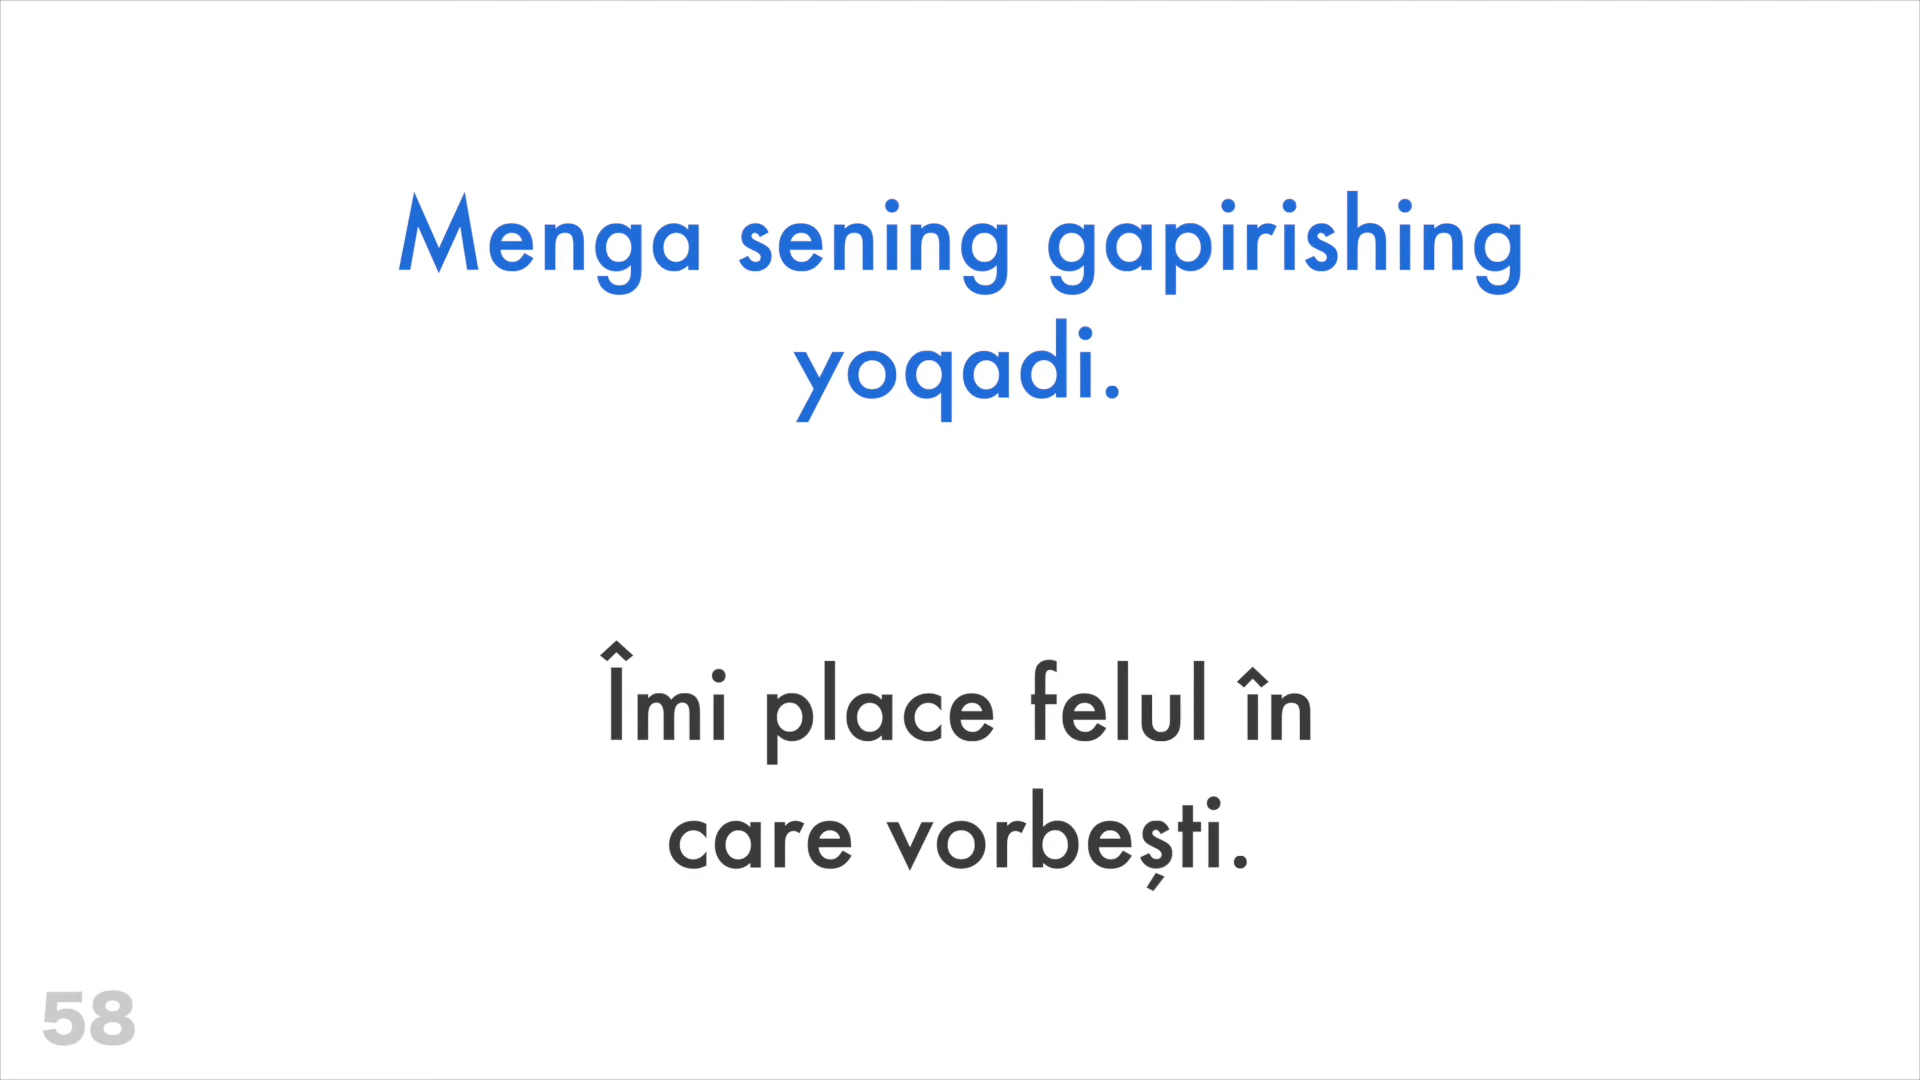 Menga sening gapirishing
yoqadi.
Îmi place felul în
care vorbești.
58